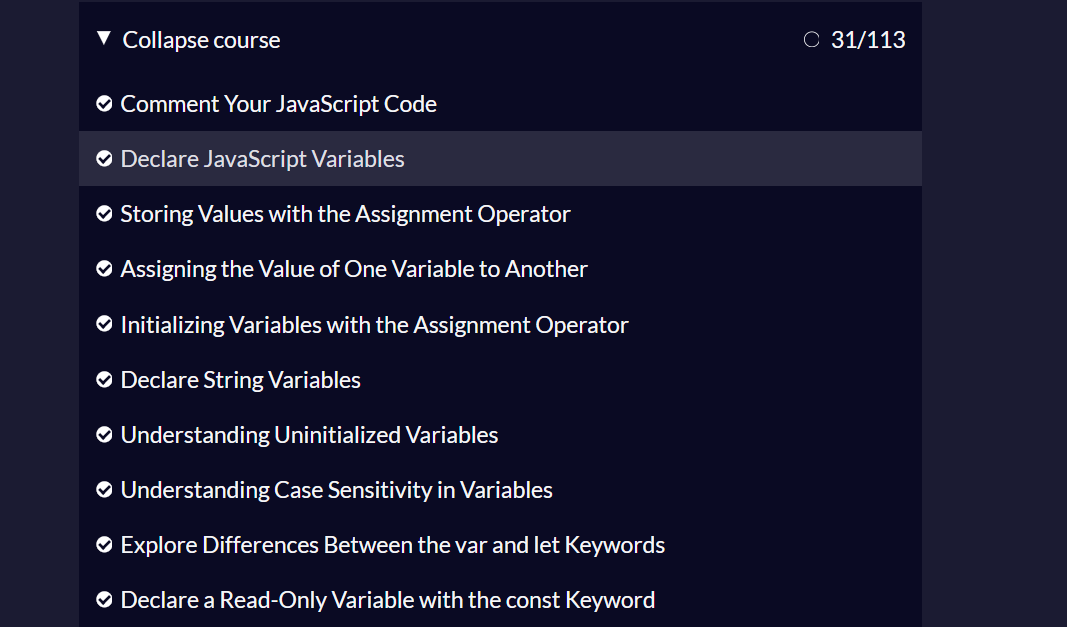 Collapse course
31/113
Comment Your JavaScript Code
Declare JavaScript Variables
Storing Values with the Assignment Operator
Assigning the Value of One Variable to Another
Initializing Variables with the Assignment Operator
Declare String Variables
Understanding Uninitialized Variables
Understanding Case Sensitivity in Variables
Explore Differences Between the var and let Keywords
Declare a Read-Only Variable with the const Keyword